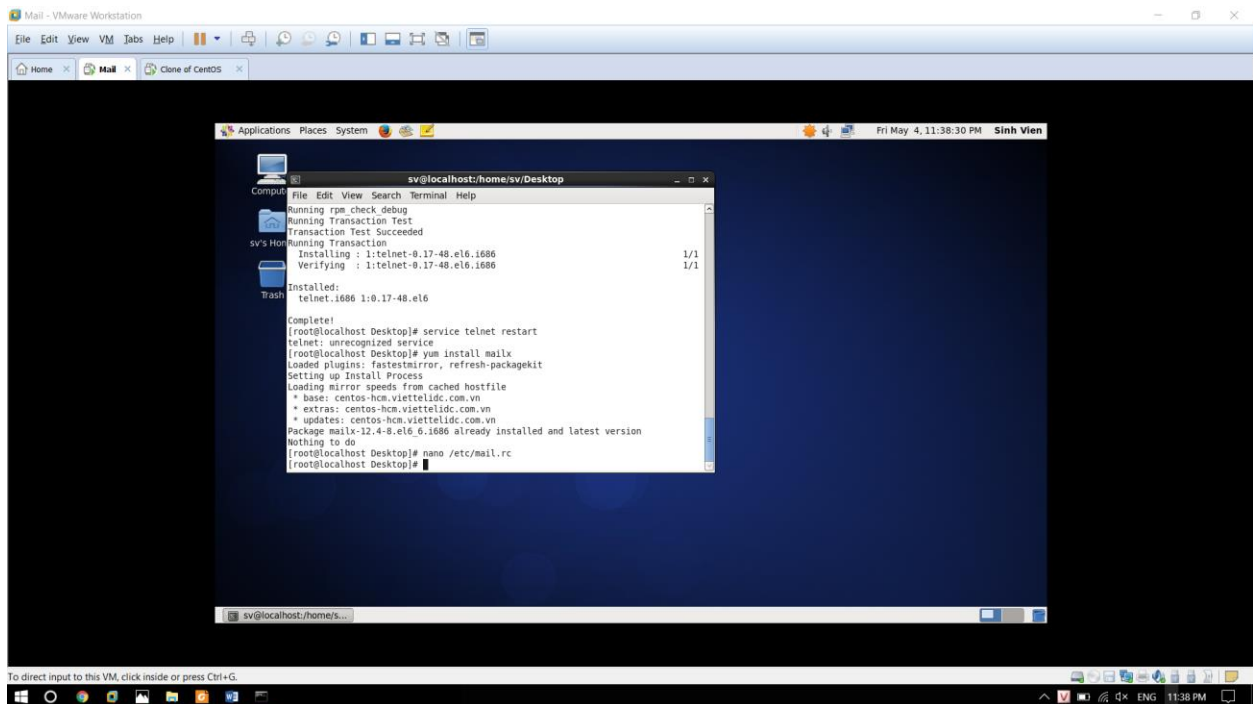 Mail - VMware Workstation
File Edit View VM Tabs Help
Home Mail Clone of CentOS
Applications Places System Fri May 4, 11:38:30 PM Sinh Vien
sv@localhost:/home/sv/Desktop
Comput File Edit View Search Terminal Help
Running rpm_check_debug
Running Transaction Test
Transaction Test Succeeded
sv's Hom Running Transaction
Installing : 1:telnet-0.17-48.el6.i686 1/1
Verifying : 1:telnet-0.17-48.el6.i686 1/1
Installed:
Trash telnet.i686 1:0.17-48.el6
Complete!
[root@localhost Desktop]# service telnet restart
telnet: unrecognized service
[root@localhost Desktop]# yum install mailx
Loaded plugins: fastestmirror, refresh-packagekit
Setting up Install Process
Loading mirror speeds from cached hostfile
* base: centos-hcm.viettelidc.com.vn
* extras: centos-hcm.viettelidc.com.vn
* updates: centos-hcm.viettelidc.com.vn
Package mailx-12.4-8.el6_6.i686 already installed and latest version
Nothing to do
[root@localhost Desktop]# nano /etc/mail.rc
[root@localhost Desktop]#
sv@localhost:/home/s...
To direct input to this VM, click inside or press Ctrl+G.
ENG 11:38 PM